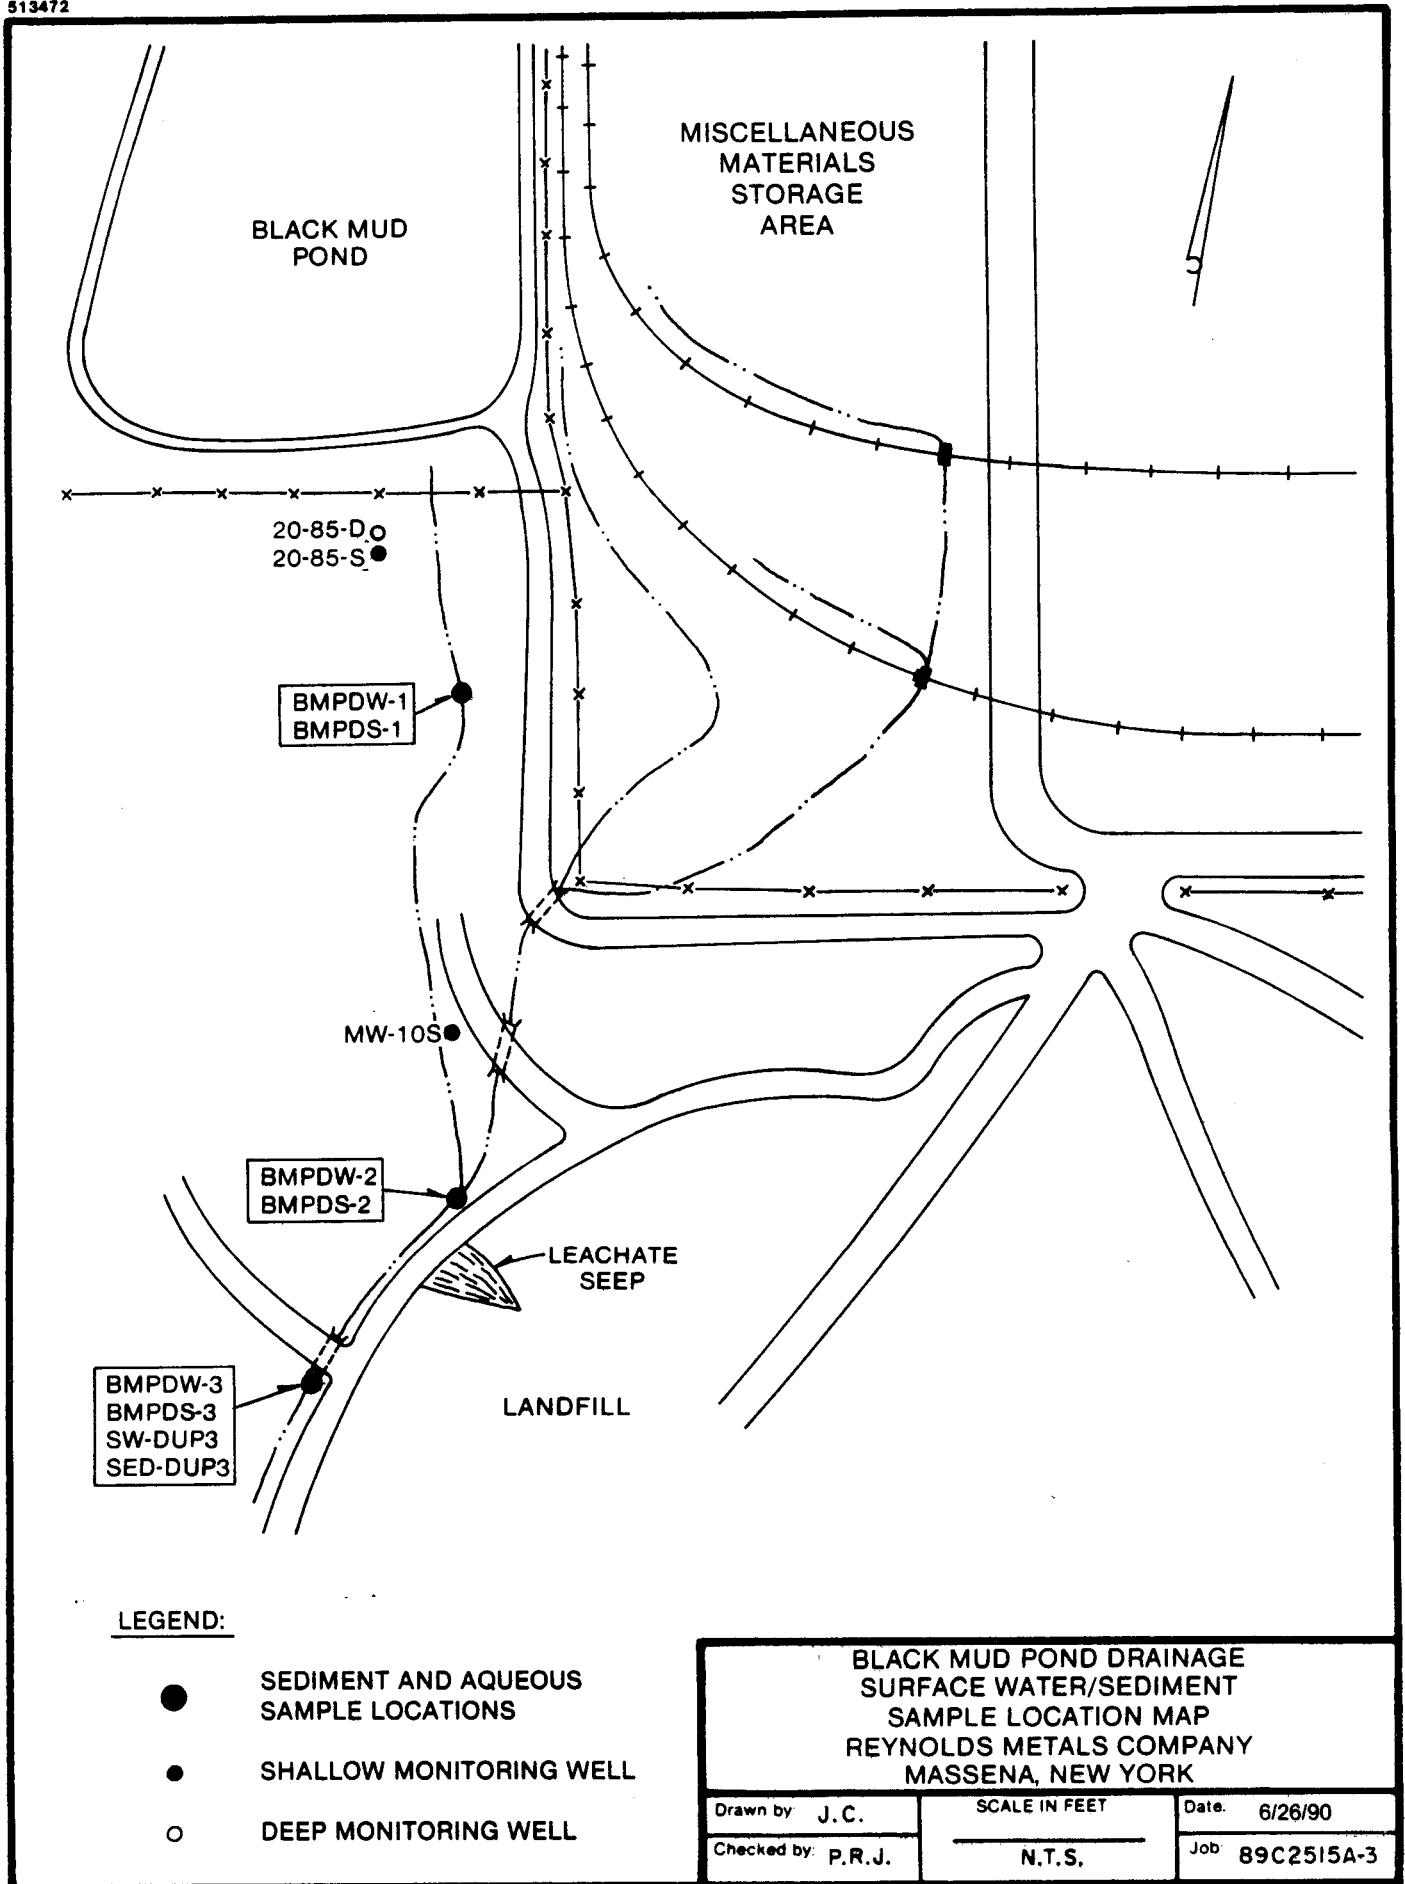 513472
MISCELLANEOUS
MATERIALS
STORAGE
AREA
BLACK MUD
POND
20-85-D
20-85-S
BMPDW-1
BMPDS-1
MW-10S
BMPDW-2
BMPDS-2
LEACHATE
SEEP
BMPDW-3
BMPDS-3
SW-DUP3
SED-DUP3
LANDFILL
LEGEND:
SEDIMENT AND AQUEOUS
SAMPLE LOCATIONS
SHALLOW MONITORING WELL
DEEP MONITORING WELL
BLACK MUD POND DRAINAGE
SURFACE WATER/SEDIMENT
SAMPLE LOCATION MAP
REYNOLDS METALS COMPANY
MASSENA, NEW YORK
Drawn by: J.C.
SCALE IN FEET
Date: 6/26/90
Checked by: P.R.J.
N.T.S.
Job 89C2515A-3